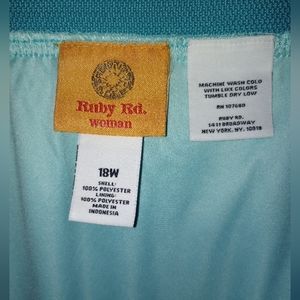 Ruby Rd.
woman
18W
SHELL:
100% POLYESTER
LINING:
100% POLYESTER
MADE IN
INDONESIA
MACHINE WASH COLD
WITH LIKE COLORS
TUMBLE DRY LOW
RN 107680
RUBY RD.
1411 BROADWAY
NEW YORK, NY. 10018